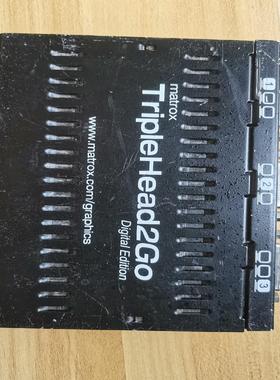 matrox
TripleHead2Go
Digital Edition
www.matrox.com/graphics
1
2
3